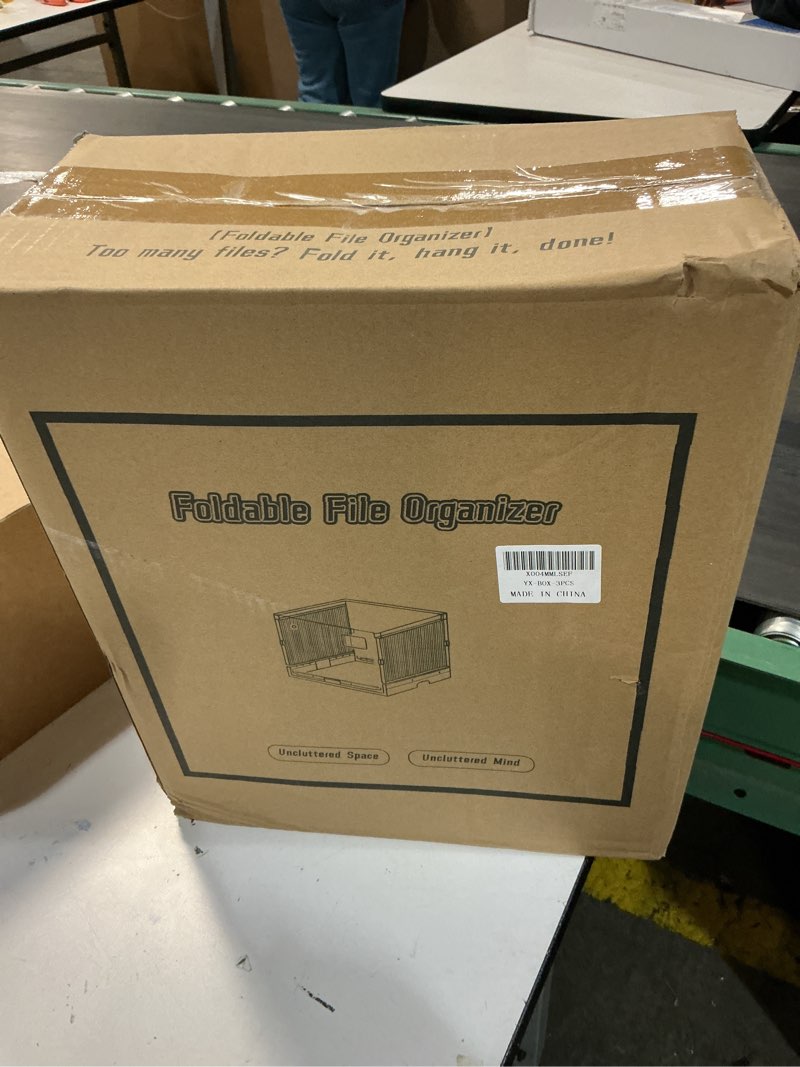 [Foldable File Organizer]
Too many files? Fold it, hang it, done!
Foldable File Organizer
X004MMLSEP
YX-BOX-3PCS
MADE IN CHINA
Uncluttered Space
Uncluttered Mind